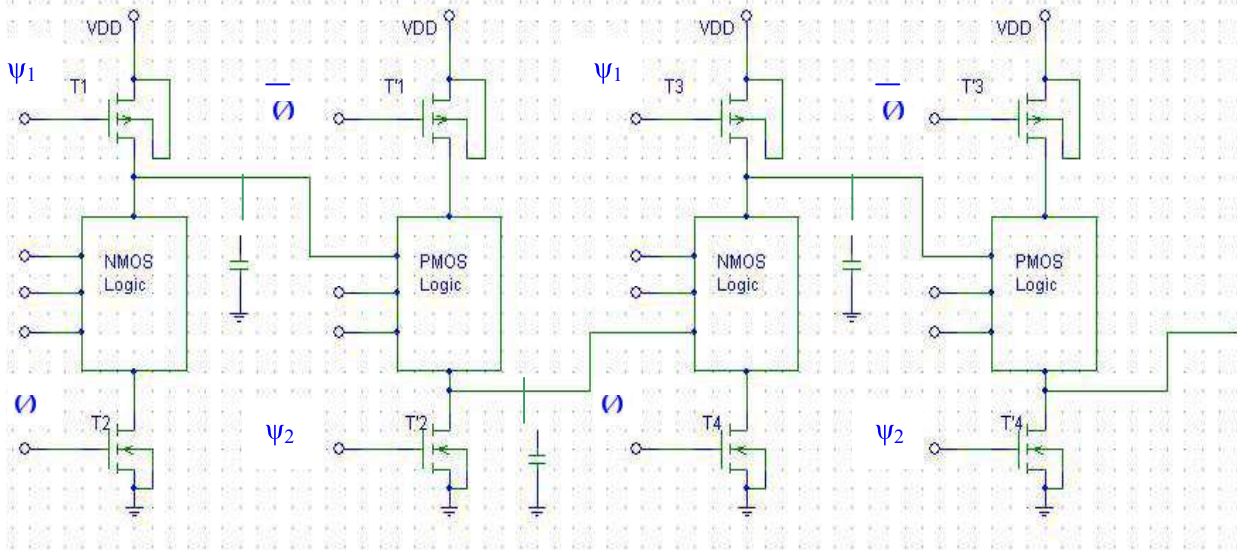 VDD VDD VDD VDD
ψ1 T1 T'1 ψ1 T3 T'3
NMOS Logic
PMOS Logic
NMOS Logic
PMOS Logic
T2 ψ2 T'2 T4 ψ2 T'4